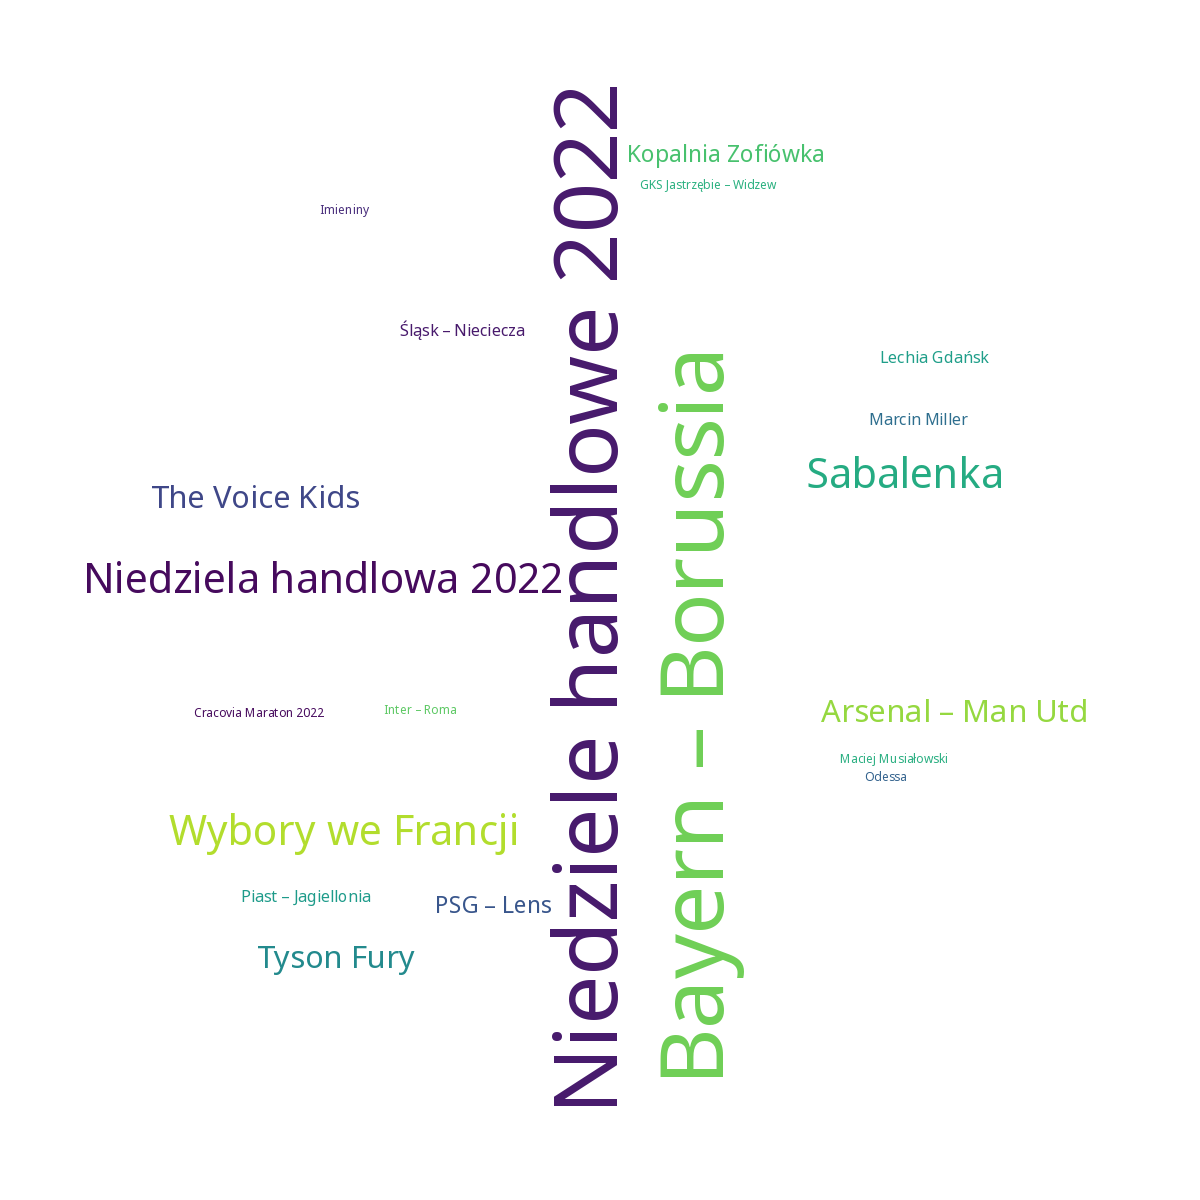 Niedziele handlowe 2022
Kopalnia Zofiówka
GKS Jastrzębie – Widzew
Imieniny
Śląsk – Nieciecza
Bayern – Borussia
Lechia Gdańsk
Marcin Miller
Sabalenka
The Voice Kids
Niedziela handlowa 2022
Cracovia Maraton 2022
Inter – Roma
Arsenal – Man Utd
Maciej Musiałowski
Odessa
Wybory we Francji
Piast – Jagiellonia
PSG – Lens
Tyson Fury